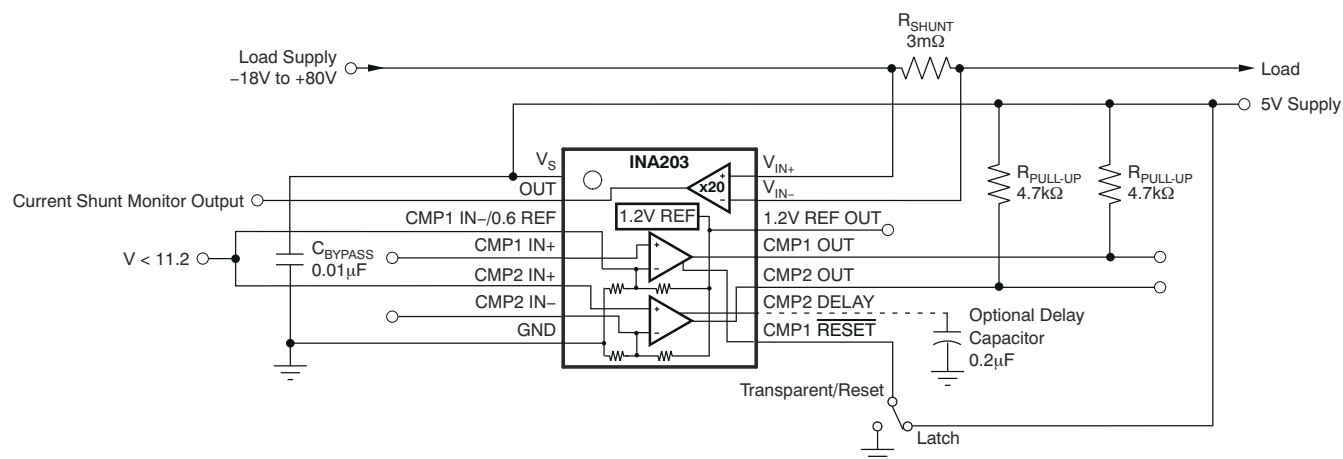 R_SHUNT
3mΩ
Load Supply
−18V to +80V
Load
5V Supply
V_S
INA203
V_IN+
OUT
x20
V_IN−
R_PULL-UP
4.7kΩ
R_PULL-UP
4.7kΩ
Current Shunt Monitor Output
CMP1 IN−/0.6 REF
1.2V REF
1.2V REF OUT
CMP1 IN+
CMP1 OUT
V < 11.2
C_BYPASS
0.01µF
CMP2 IN+
CMP2 OUT
CMP2 IN−
CMP2 DELAY
GND
CMP1 R̅E̅S̅E̅T̅
Optional Delay
Capacitor
0.2µF
Transparent/Reset
Latch